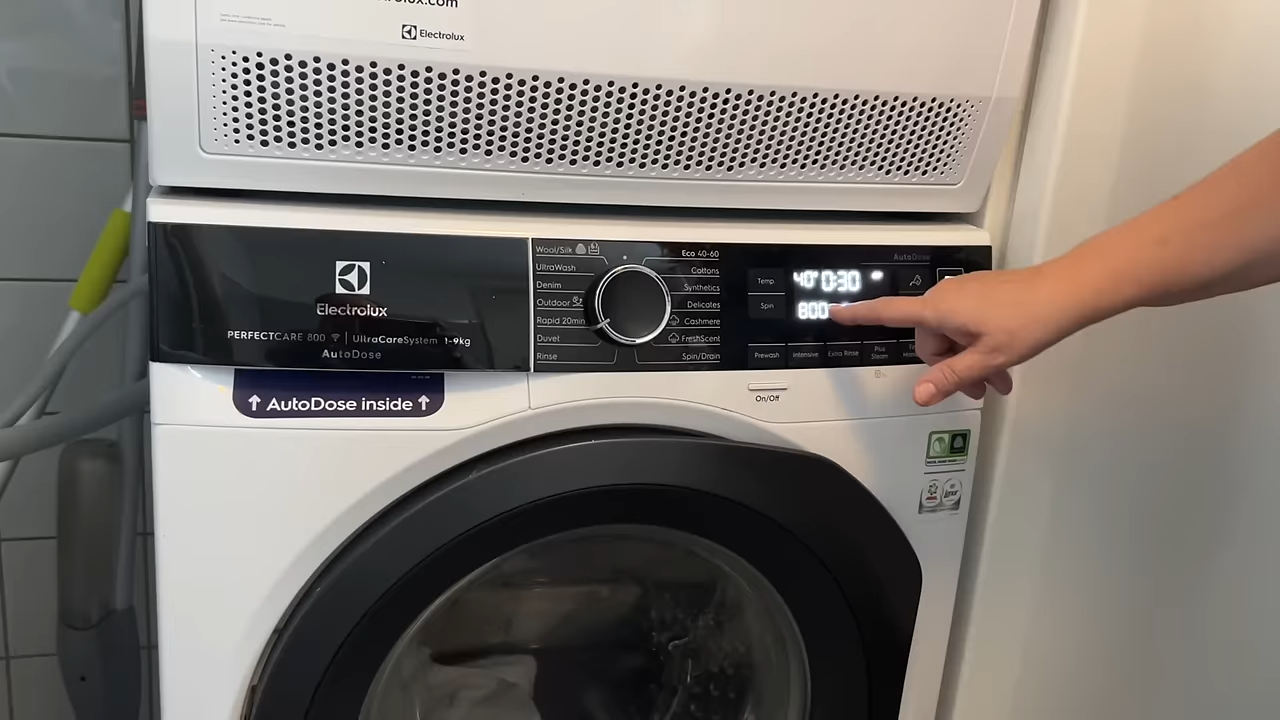 rolux.com
Electrolux
Electrolux
PERFECTCARE 800 | UltraCareSystem 1-9kg
AutoDose
AutoDose inside
Wool/Silk
UltraWash
Denim
Outdoor
Rapid 20min
Duvet
Rinse
Eco 40-60
Cottons
Synthetics
Delicates
Cashmere
FreshScent
Spin/Drain
AutoDose
Temp. 40° 0:30
Spin 800
Prewash
Intensive
Extra Rinse
Plus Steam
On/Off